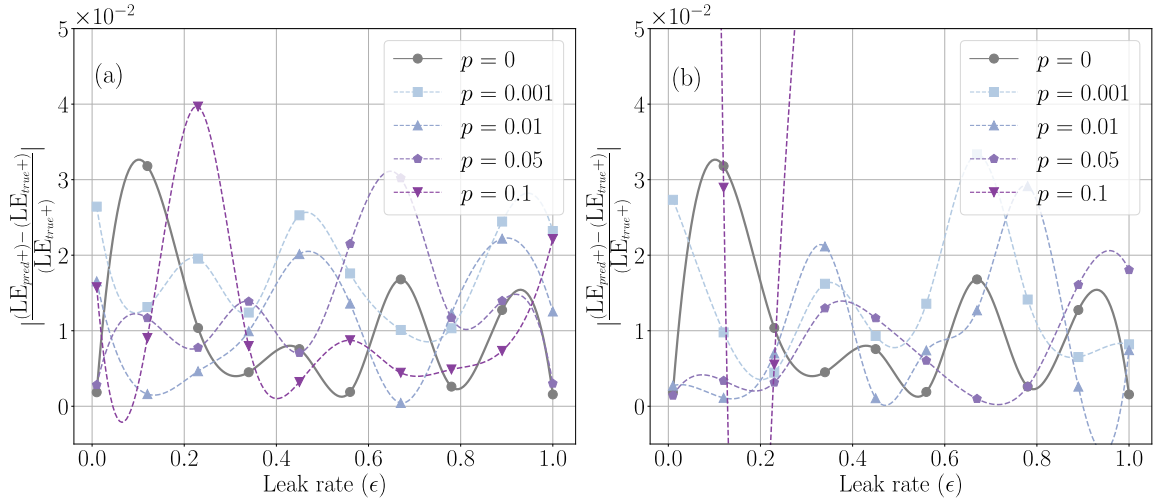 ×10⁻² ×10⁻²
5 5
(a) (b)
p = 0 p = 0
p = 0.001 p = 0.001
p = 0.01 p = 0.01
p = 0.05 p = 0.05
p = 0.1 p = 0.1
4 4
3 3
2 2
1 1
0 0
|(LE_pred+) − (LE_true+) / (LE_true+)| |(LE_pred+) − (LE_true+) / (LE_true+)|
0.0 0.2 0.4 0.6 0.8 1.0 0.0 0.2 0.4 0.6 0.8 1.0
Leak rate (ϵ) Leak rate (ϵ)